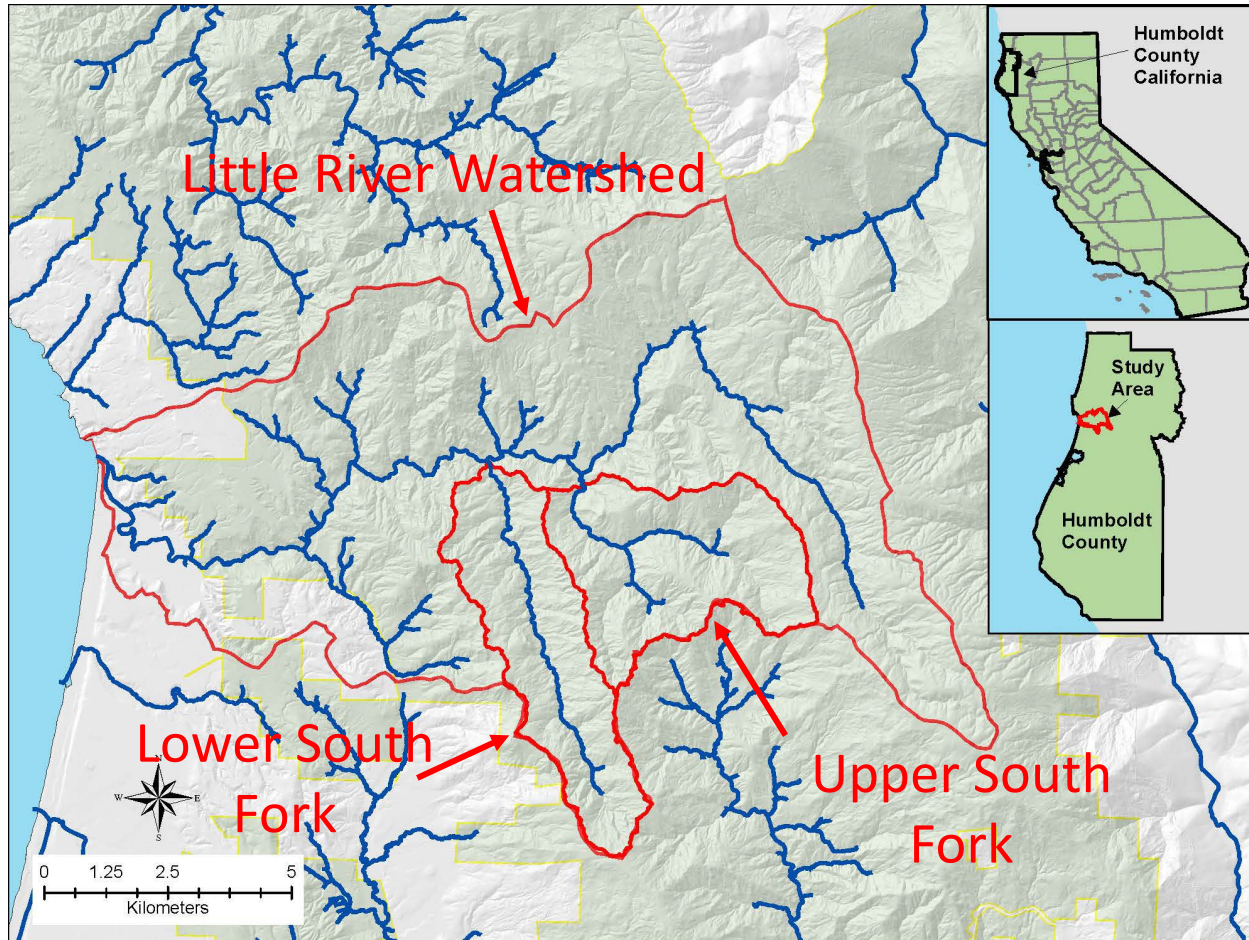 Little River Watershed
Lower South
Fork
Upper South
Fork
N
W E
S
0 1.25 2.5 5
Kilometers
Humboldt
County
California
Study
Area
Humboldt
County